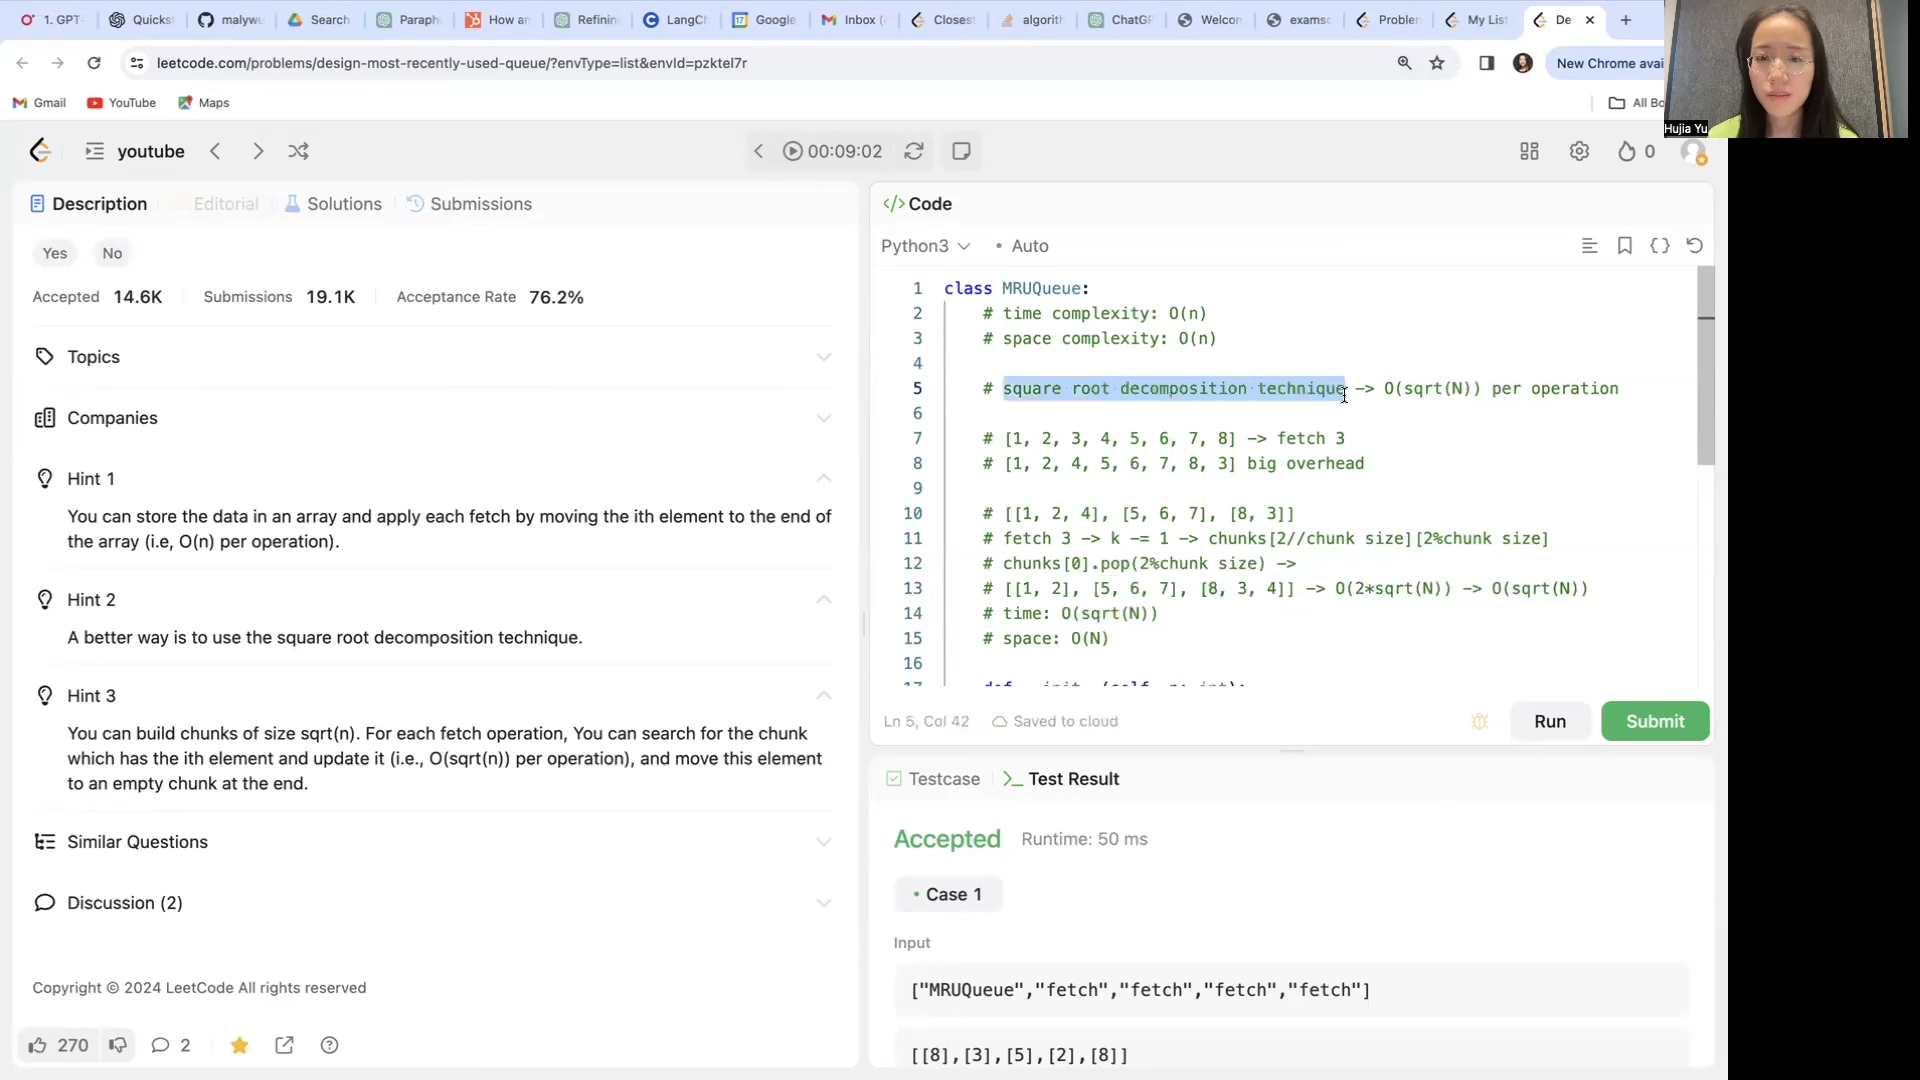 1. GPT-
Quicks
malywu
Search
Paraph
How an
Refinin
LangCh
Google
Inbox (
Closest
algorith
ChatGP
Welcon
examsc
Problen
My List
De
leetcode.com/problems/design-most-recently-used-queue/?envType=list&envId=pzktel7r
New Chrome avai
Gmail
YouTube
Maps
All Bo
Hujia Yu
youtube
00:09:02
0
Description
Editorial
Solutions
Submissions
Yes
No
Accepted 14.6K
Submissions 19.1K
Acceptance Rate 76.2%
Topics
Companies
Hint 1
You can store the data in an array and apply each fetch by moving the ith element to the end of
the array (i.e, O(n) per operation).
Hint 2
A better way is to use the square root decomposition technique.
Hint 3
You can build chunks of size sqrt(n). For each fetch operation, You can search for the chunk
which has the ith element and update it (i.e., O(sqrt(n)) per operation), and move this element
to an empty chunk at the end.
Similar Questions
Discussion (2)
Copyright © 2024 LeetCode All rights reserved
270
2
</> Code
Python3
• Auto
1 class MRUQueue:
2 # time complexity: O(n)
3 # space complexity: O(n)
4
5 # square root decomposition technique -> O(sqrt(N)) per operation
6
7 # [1, 2, 3, 4, 5, 6, 7, 8] -> fetch 3
8 # [1, 2, 4, 5, 6, 7, 8, 3] big overhead
9
10 # [[1, 2, 4], [5, 6, 7], [8, 3]]
11 # fetch 3 -> k -= 1 -> chunks[2//chunk size][2%chunk size]
12 # chunks[0].pop(2%chunk size) ->
13 # [[1, 2], [5, 6, 7], [8, 3, 4]] -> O(2*sqrt(N)) -> O(sqrt(N))
14 # time: O(sqrt(N))
15 # space: O(N)
16
17 def __init__(self, n: int):
Ln 5, Col 42
Saved to cloud
Run
Submit
Testcase
Test Result
Accepted
Runtime: 50 ms
• Case 1
Input
["MRUQueue","fetch","fetch","fetch","fetch"]
[[8],[3],[5],[2],[8]]